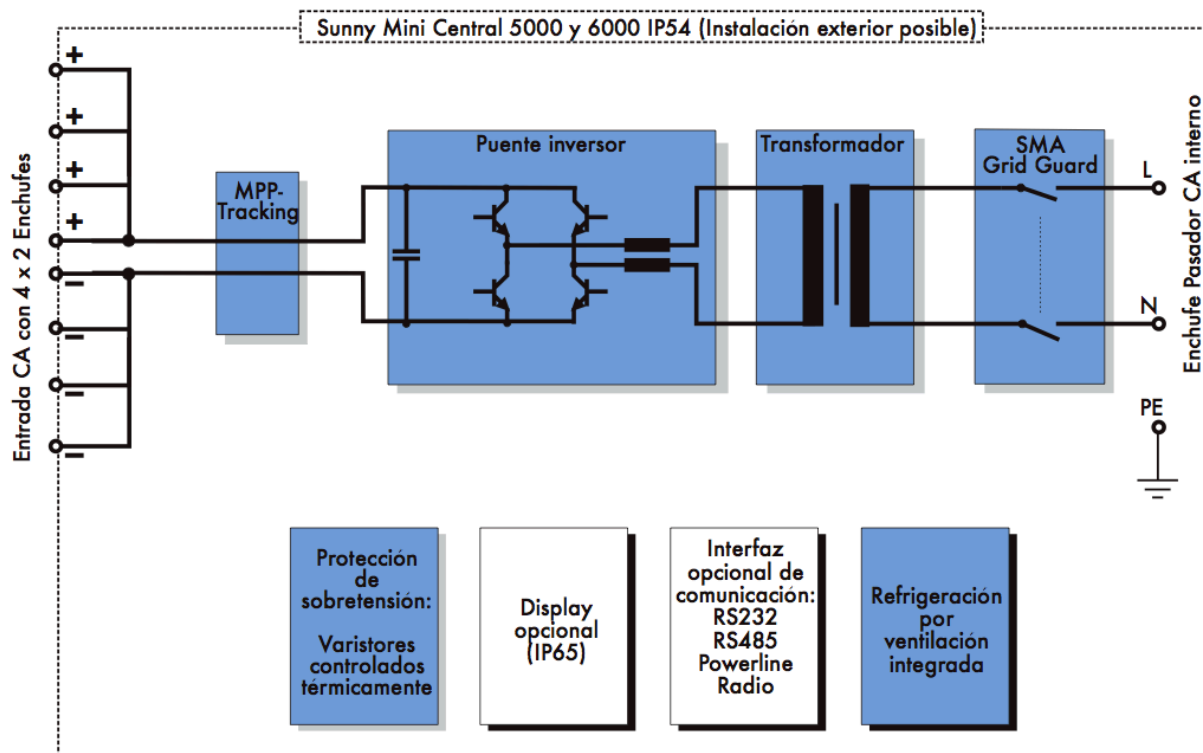 Sunny Mini Central 5000 y 6000 IP54 (Instalación exterior posible)
Entrada CA con 4 x 2 Enchufes
+
+
+
+
−
−
−
−
MPP-
Tracking
Puente inversor
Transformador
SMA
Grid Guard
L
N
PE
Enchufe Pasador CA interno
Protección
de
sobretensión:
Varistores
controlados
térmicamente
Display
opcional
(IP65)
Interfaz
opcional de
comunicación:
RS232
RS485
Powerline
Radio
Refrigeración
por
ventilación
integrada